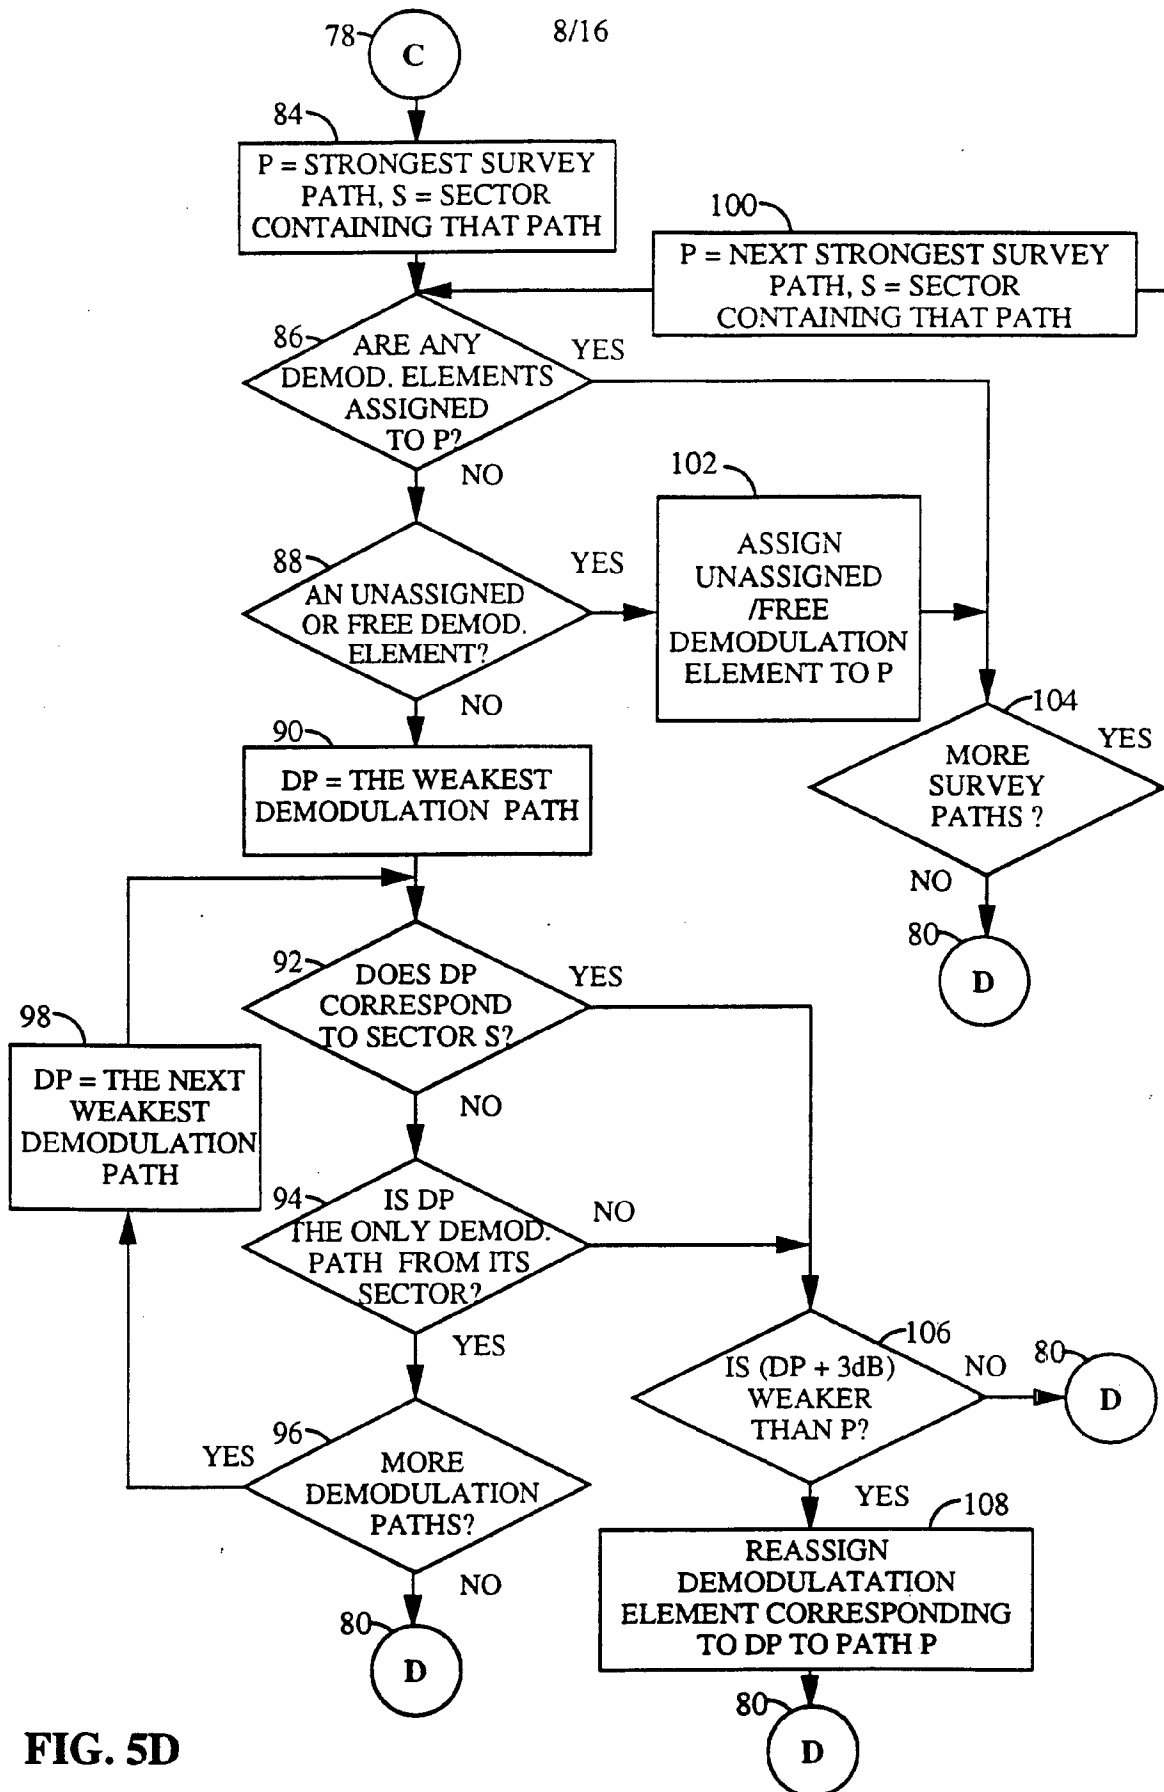 8/16
78
C
84
P = STRONGEST SURVEY
PATH, S = SECTOR
CONTAINING THAT PATH
100
P = NEXT STRONGEST SURVEY
PATH, S = SECTOR
CONTAINING THAT PATH
86
ARE ANY
DEMOD. ELEMENTS
ASSIGNED
TO P?
YES
NO
88
AN UNASSIGNED
OR FREE DEMOD.
ELEMENT?
YES
NO
102
ASSIGN
UNASSIGNED
/FREE
DEMODULATION
ELEMENT TO P
104
MORE
SURVEY
PATHS ?
YES
NO
80
D
90
DP = THE WEAKEST
DEMODULATION PATH
92
DOES DP
CORRESPOND
TO SECTOR S?
YES
NO
98
DP = THE NEXT
WEAKEST
DEMODULATION
PATH
94
IS DP
THE ONLY DEMOD.
PATH FROM ITS
SECTOR?
NO
YES
96
MORE
DEMODULATION
PATHS?
YES
NO
80
D
106
IS (DP + 3dB)
WEAKER
THAN P?
NO
80
D
YES
108
REASSIGN
DEMODULATATION
ELEMENT CORRESPONDING
TO DP TO PATH P
80
D
FIG. 5D